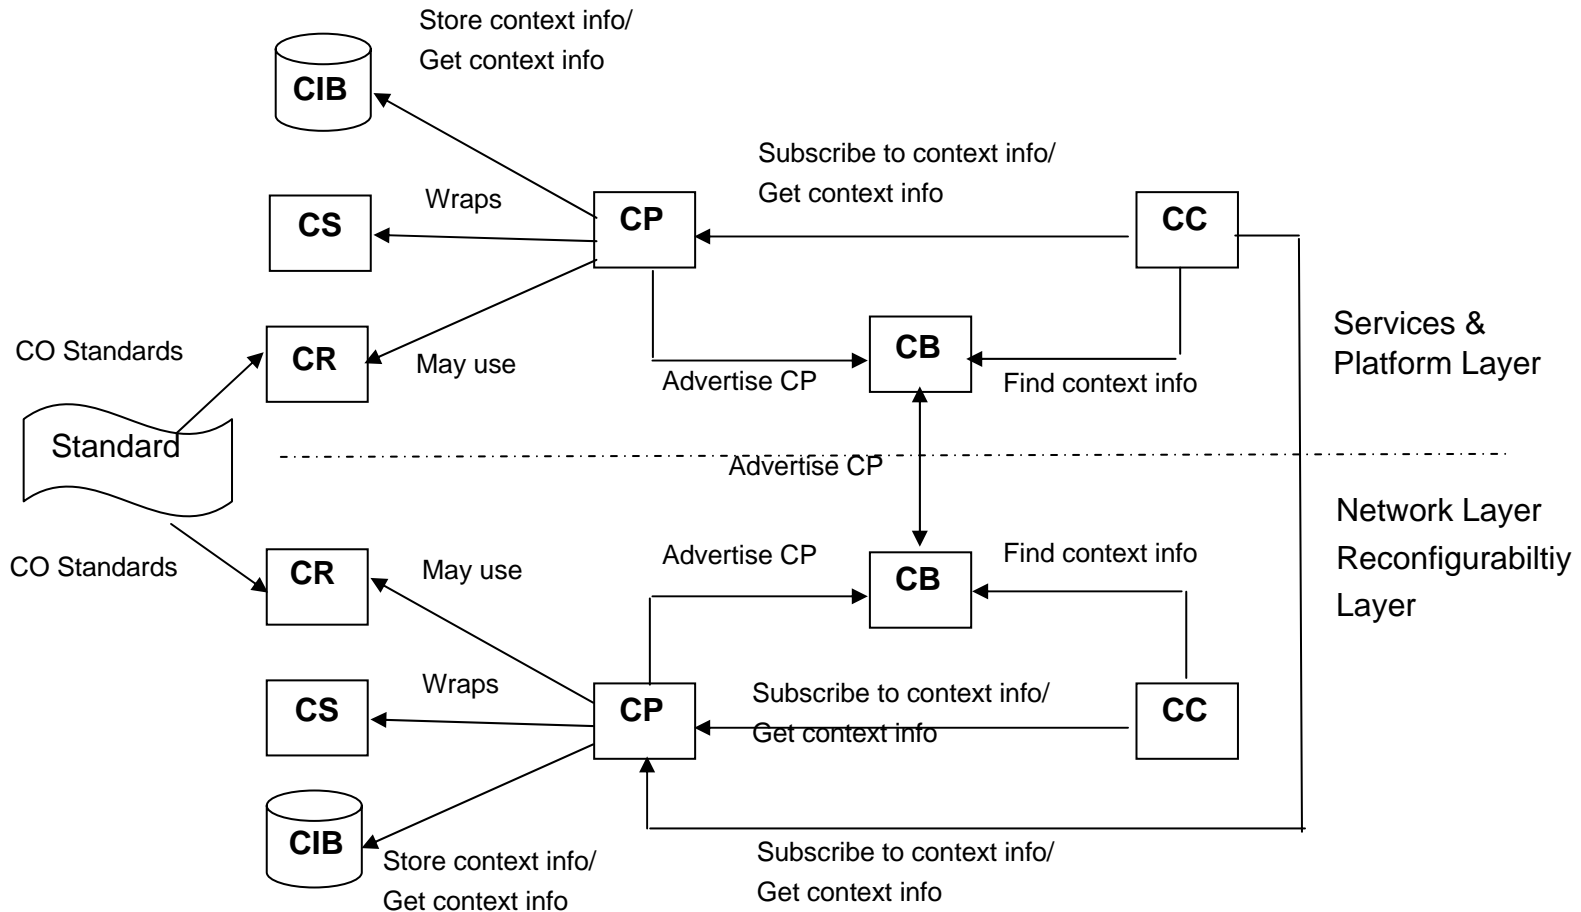 Store context info/
Get context info
CIB
Subscribe to context info/
Get context info
Wraps
CS
CP
CC
Services &
Platform Layer
CO Standards
CR
May use
CB
Advertise CP
Find context info
Standard
Advertise CP
Network Layer
Reconfigurabiltiy
Layer
CO Standards
CR
May use
Advertise CP
CB
Find context info
Wraps
CS
CP
Subscribe to context info/
Get context info
CC
CIB
Store context info/
Get context info
Subscribe to context info/
Get context info